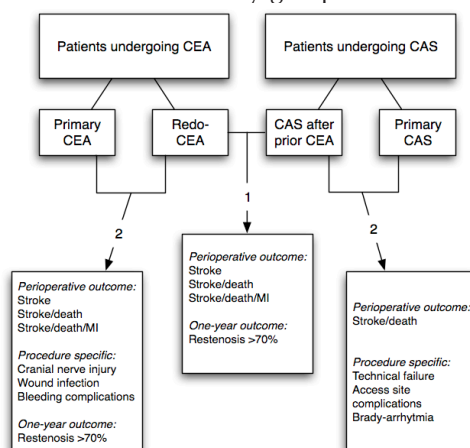 Patients undergoing CEA
Patients undergoing CAS
Primary
CEA
Redo-
CEA
CAS after
prior CEA
Primary
CAS
1
2
2
Perioperative outcome:
Stroke
Stroke/death
Stroke/death/MI
Procedure specific:
Cranial nerve injury
Wound infection
Bleeding complications
One-year outcome:
Restenosis >70%
Perioperative outcome:
Stroke
Stroke/death
Stroke/death/MI
One-year outcome:
Restenosis >70%
Perioperative outcome:
Stroke/death
Procedure specific:
Technical failure
Access site
complications
Brady-arrhytmia